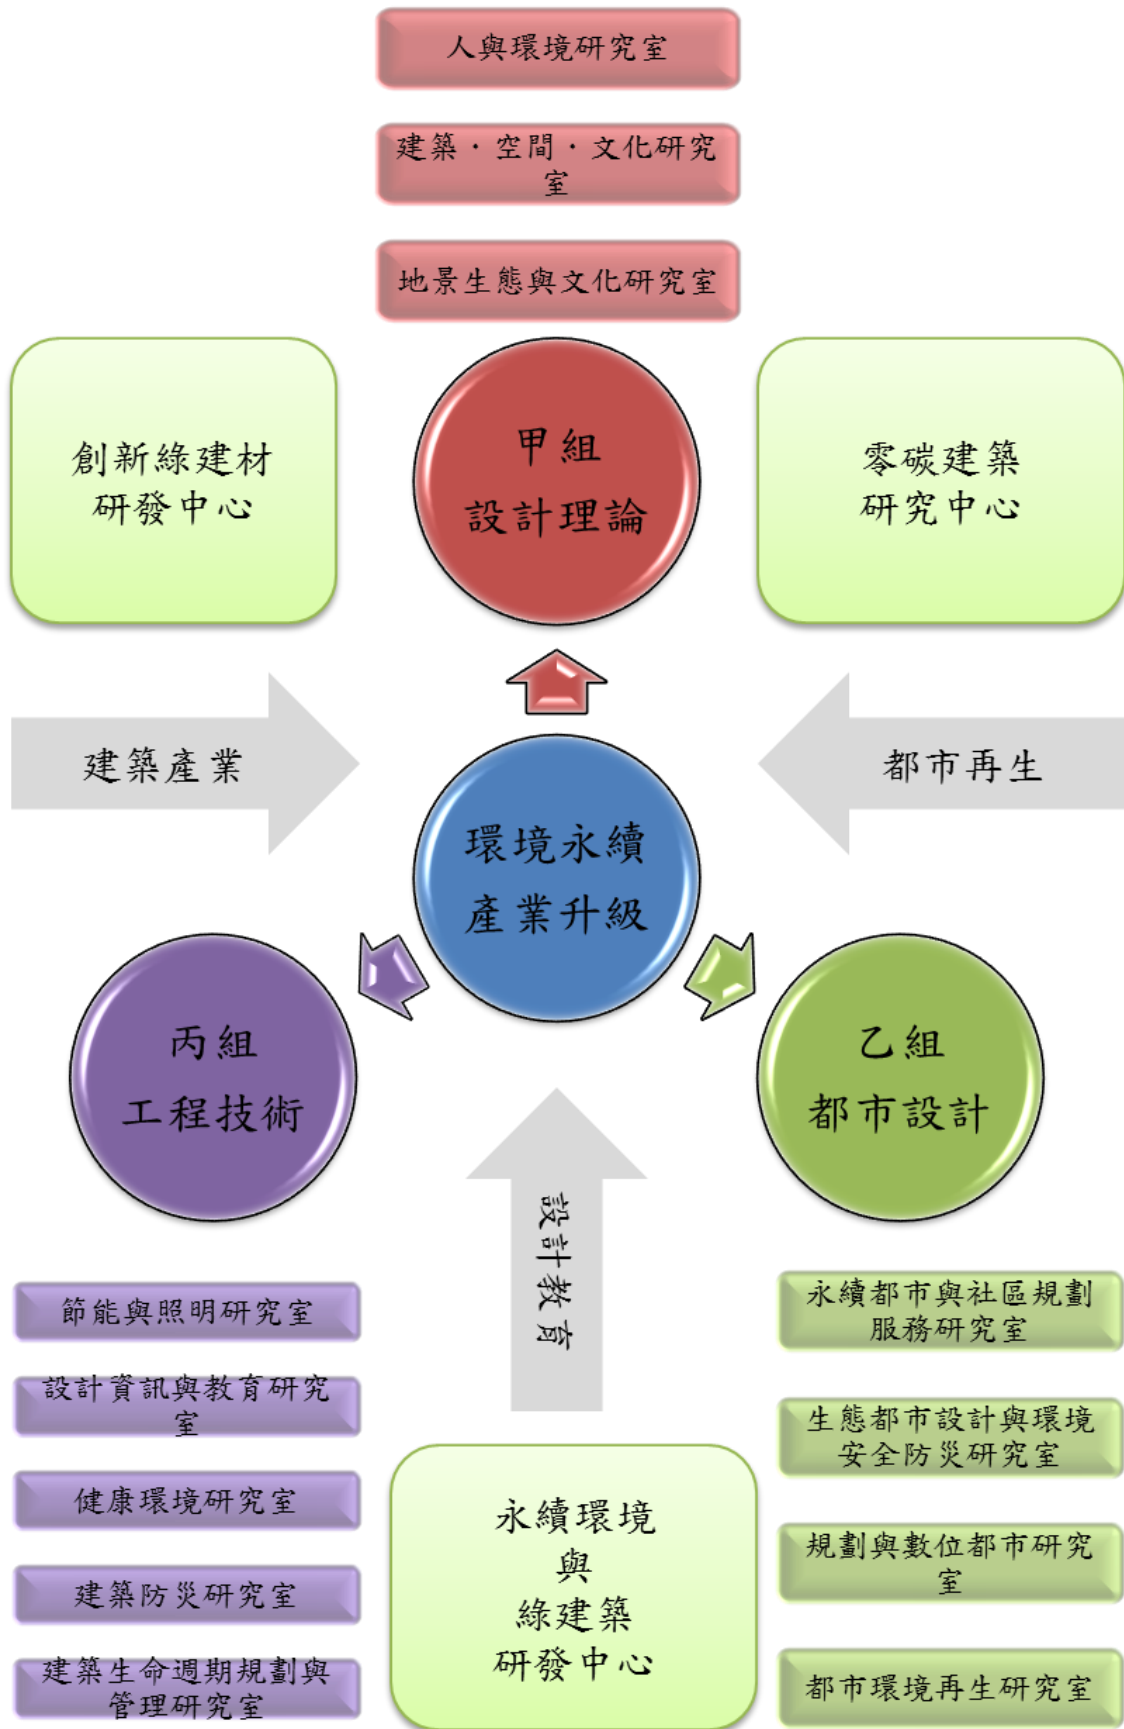 人與環境研究室
建築·空間·文化研究
室
地景生態與文化研究室
創新綠建材
研發中心
甲組
設計理論
零碳建築
研究中心
建築產業
都市再生
環境永續
產業升級
丙組
工程技術
乙組
都市設計
設計教育
節能與照明研究室
設計資訊與教育研究
室
健康環境研究室
建築防災研究室
建築生命週期規劃與
管理研究室
永續環境
與
綠建築
研發中心
永續都市與社區規劃
服務研究室
生態都市設計與環境
安全防災研究室
規劃與數位都市研究
室
都市環境再生研究室